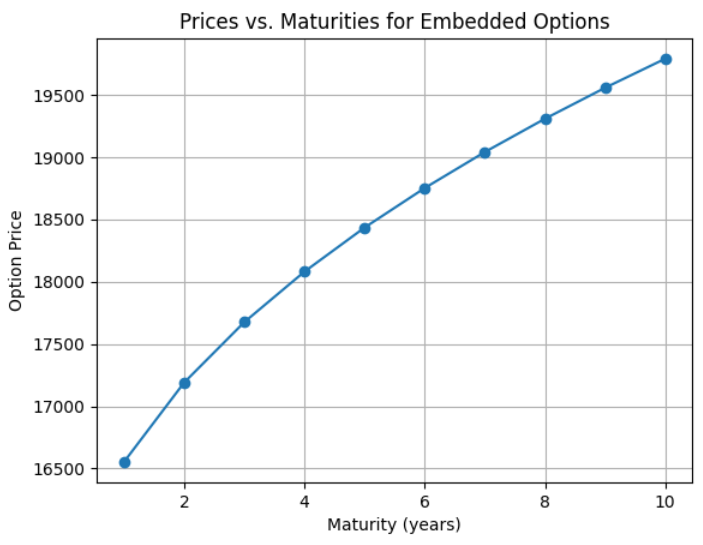 Prices vs. Maturities for Embedded Options
Option Price
19500
19000
18500
18000
17500
17000
16500
2 4 6 8 10
Maturity (years)